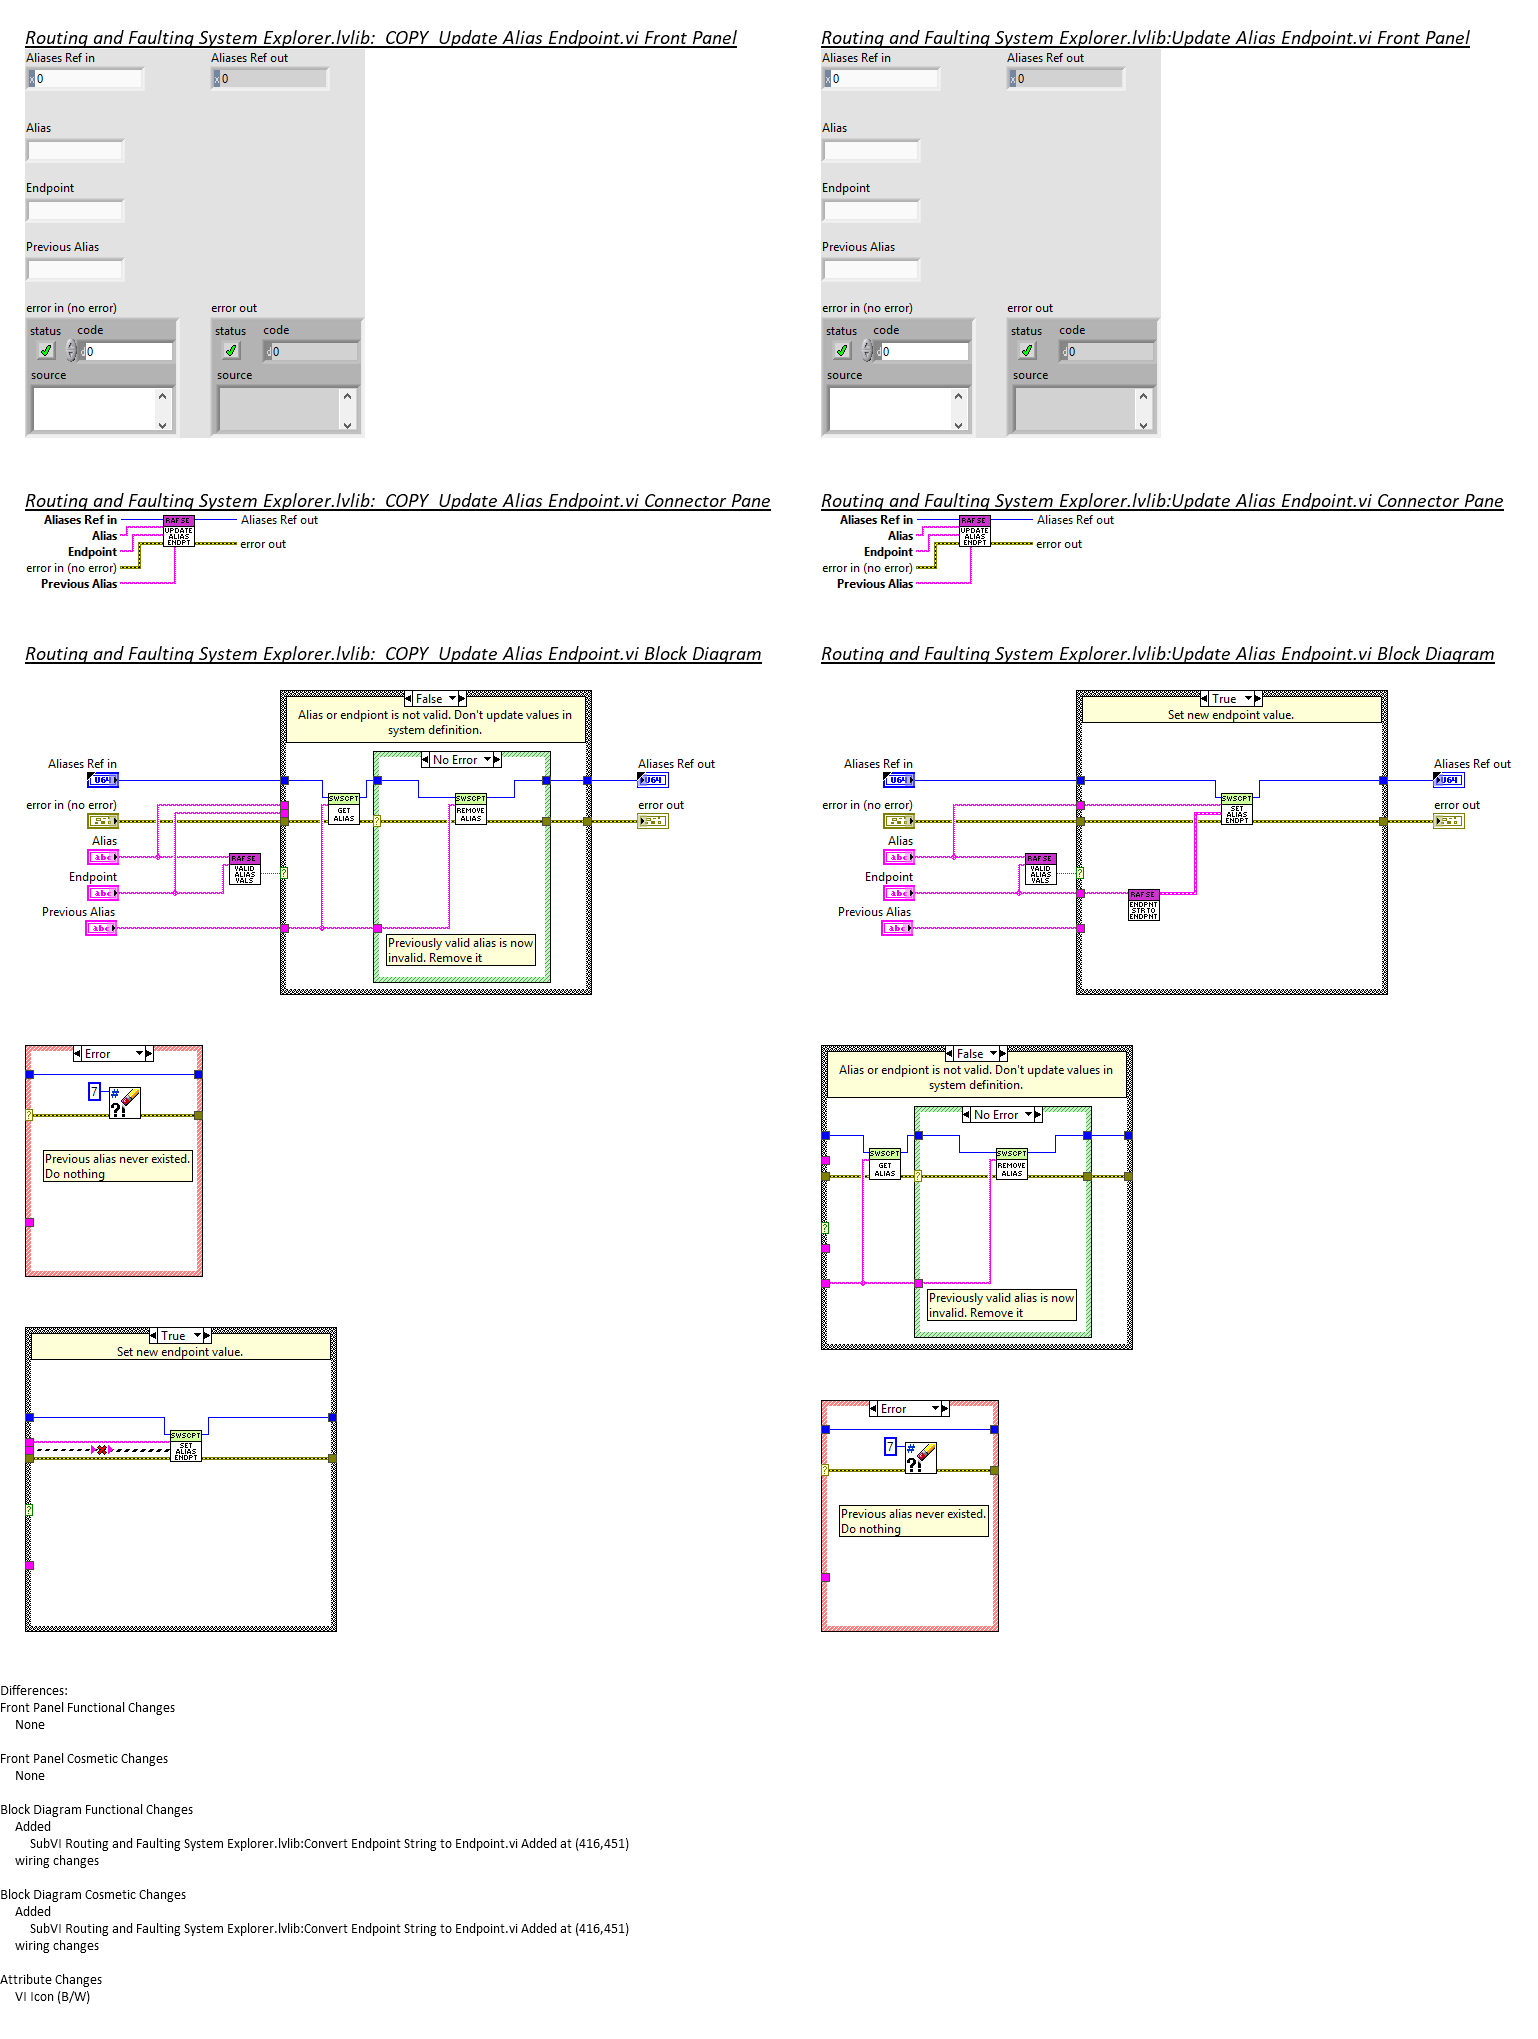 Routing and Faulting System Explorer.lvlib:  COPY  Update Alias Endpoint.vi Front Panel
Aliases Ref in
Aliases Ref out
x 0
x 0
Alias
Endpoint
Previous Alias
error in (no error)
error out
status code
status code
d 0
d 0
source
source
Routing and Faulting System Explorer.lvlib:Update Alias Endpoint.vi Front Panel
Aliases Ref in
Aliases Ref out
x 0
x 0
Alias
Endpoint
Previous Alias
error in (no error)
error out
status code
status code
d 0
d 0
source
source
Routing and Faulting System Explorer.lvlib:  COPY  Update Alias Endpoint.vi Connector Pane
Aliases Ref in
Alias
Endpoint
error in (no error)
Previous Alias
RAFSE
UPDATE
ALIAS
ENDPT
Aliases Ref out
error out
Routing and Faulting System Explorer.lvlib:Update Alias Endpoint.vi Connector Pane
Aliases Ref in
Alias
Endpoint
error in (no error)
Previous Alias
RAFSE
UPDATE
ALIAS
ENDPT
Aliases Ref out
error out
Routing and Faulting System Explorer.lvlib:  COPY  Update Alias Endpoint.vi Block Diagram
False
Alias or endpiont is not valid. Don't update values in
system definition.
No Error
Aliases Ref in
U64
error in (no error)
Alias
abc
Endpoint
abc
Previous Alias
abc
RAFSE
VALID
ALIAS
VALS
?
SWSCPT
GET
ALIAS
?
SWSCPT
REMOVE
ALIAS
Previously valid alias is now
invalid. Remove it
Aliases Ref out
U64
error out
Error
7
#
?!
?
Previous alias never existed.
Do nothing
True
Set new endpoint value.
SWSCPT
SET
ALIAS
ENDPT
?
Routing and Faulting System Explorer.lvlib:Update Alias Endpoint.vi Block Diagram
True
Set new endpoint value.
Aliases Ref in
U64
error in (no error)
Alias
abc
Endpoint
abc
Previous Alias
abc
RAFSE
VALID
ALIAS
VALS
?
RAFSE
ENDPNT
STR TO
ENDPNT
SWSCPT
SET
ALIAS
ENDPT
Aliases Ref out
U64
error out
False
Alias or endpiont is not valid. Don't update values in
system definition.
No Error
SWSCPT
GET
ALIAS
?
SWSCPT
REMOVE
ALIAS
?
Previously valid alias is now
invalid. Remove it
Error
7
#
?!
?
Previous alias never existed.
Do nothing
Differences:
Front Panel Functional Changes
None
Front Panel Cosmetic Changes
None
Block Diagram Functional Changes
Added
SubVI Routing and Faulting System Explorer.lvlib:Convert Endpoint String to Endpoint.vi Added at (416,451)
wiring changes
Block Diagram Cosmetic Changes
Added
SubVI Routing and Faulting System Explorer.lvlib:Convert Endpoint String to Endpoint.vi Added at (416,451)
wiring changes
Attribute Changes
VI Icon (B/W)